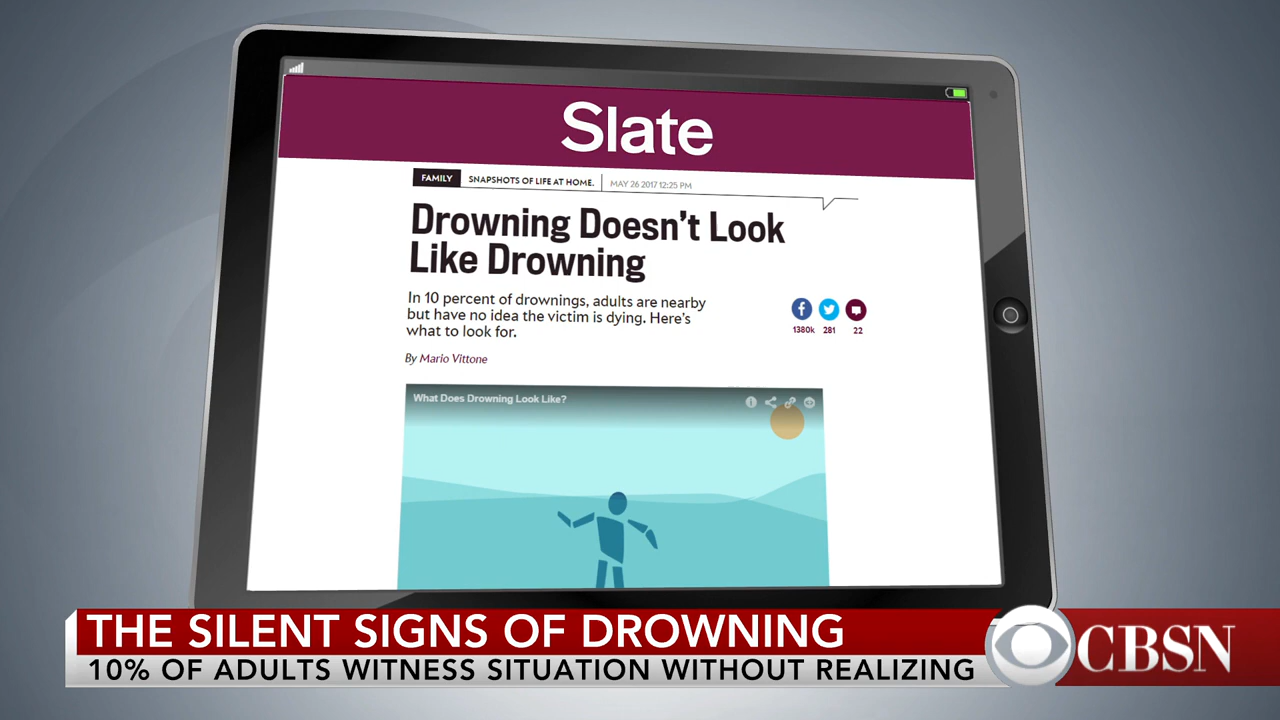 Slate
FAMILY SNAPSHOTS OF LIFE AT HOME. MAY 26 2017 12:25 PM
Drowning Doesn't Look
Like Drowning
In 10 percent of drownings, adults are nearby
but have no idea the victim is dying. Here's
what to look for.
1380k 281 22
By Mario Vittone
What Does Drowning Look Like?
THE SILENT SIGNS OF DROWNING
10% OF ADULTS WITNESS SITUATION WITHOUT REALIZING
CBSN